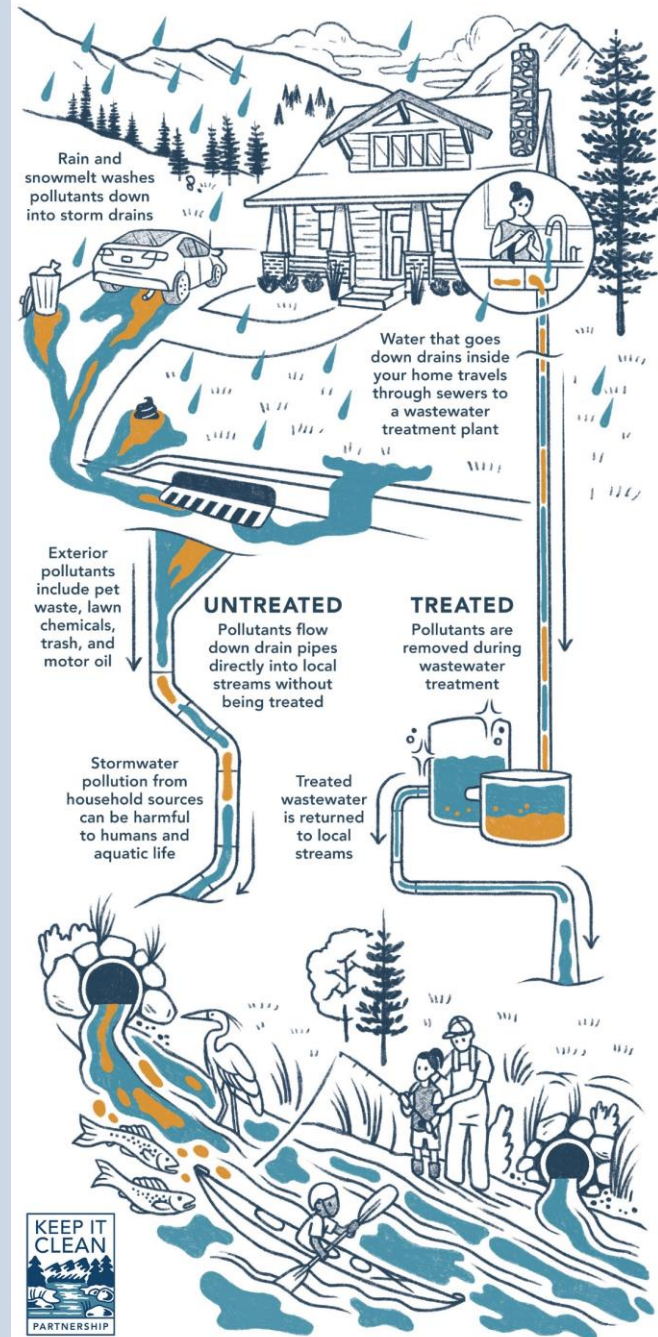 Rain and
snowmelt washes
pollutants down
into storm drains
Water that goes
down drains inside
your home travels
through sewers to
a wastewater
treatment plant
Exterior
pollutants
include pet
waste, lawn
chemicals,
trash, and
motor oil
UNTREATED
Pollutants flow
down drain pipes
directly into local
streams without
being treated
TREATED
Pollutants are
removed during
wastewater
treatment
Stormwater
pollution from
household sources
can be harmful
to humans and
aquatic life
Treated
wastewater
is returned
to local
streams
KEEP IT
CLEAN
PARTNERSHIP